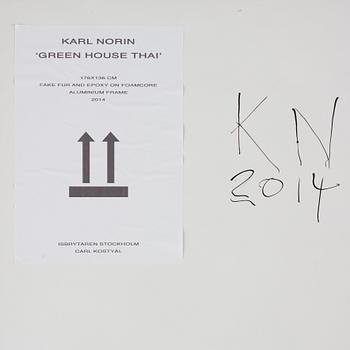 KARL NORIN
'GREEN HOUSE THAI'
176X136 CM
FAKE FUR AND EPOXY ON FOAMCORE
ALUMINIUM FRAME
2014
ISBRYTAREN STOCKHOLM
CARL KOSTYÁL
K N
2014